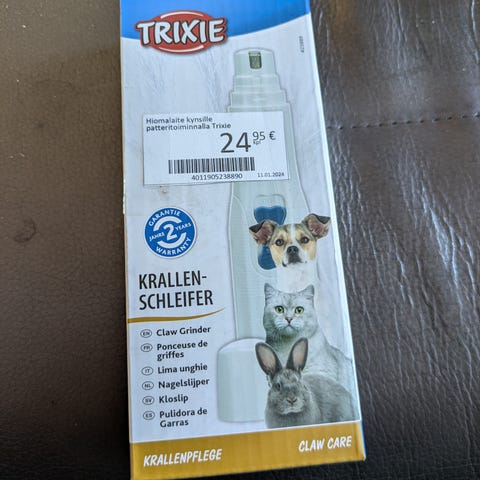 TRIXIE
Hiomalaite kynsille
patteritoiminnalla Trixie
24,95 €
Kpl
4011905238890 11.01.2024
GARANTIE
JAHRE 2 YEARS
WARRANTY
KRALLEN-
SCHLEIFER
EN Claw Grinder
FR Ponceuse de
griffes
IT Lima unghie
NL Nagelslijper
SV Kloslip
ES Pulidora de
Garras
KRALLENPFLEGE
CLAW CARE